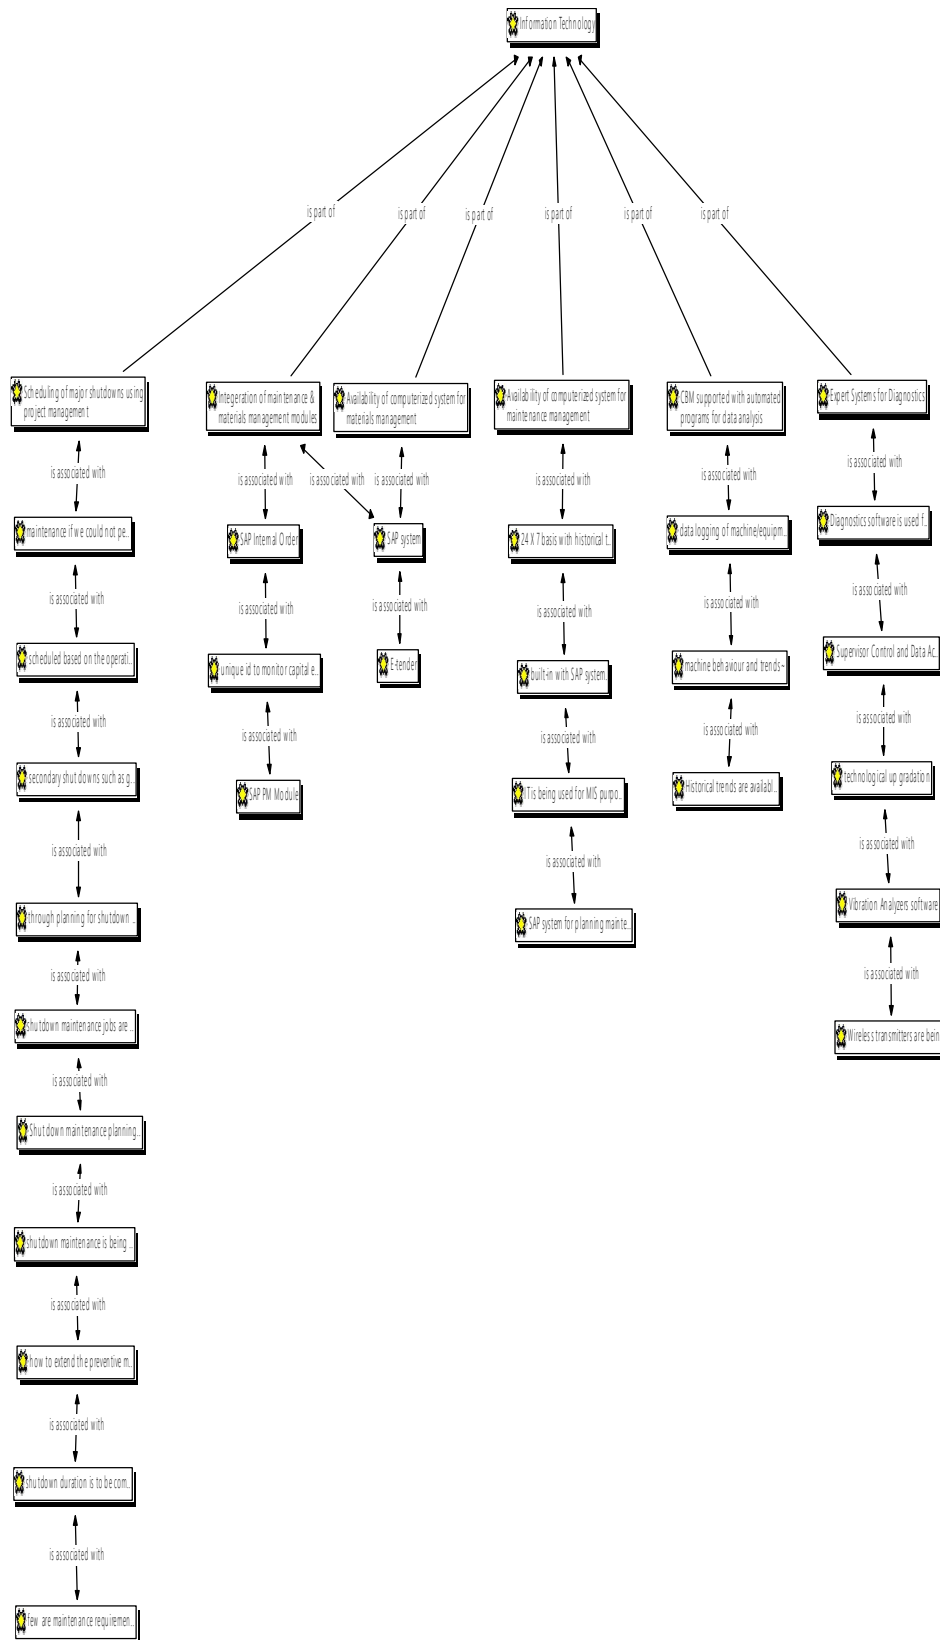 Information Technology
is part of
is part of
is part of
is part of
is part of
is part of
Scheduling of major shutdowns using
project management
Integeration of maintenance &
materials management modules
Availability of computerized system for
materials management
Availability of computerized system for
maintenance management
CBM supported with automated
programs for data analysis
Expert Systems for Diagnostics
is associated with
is associated with
is associated with
is associated with
is associated with
is associated with
is associated with
maintenance if we could not pe..
SAP Internal Order
SAP system
24 X 7 basis with historical t..
data logging of machine/equipm..
Diagnostics software is used f..
is associated with
is associated with
is associated with
is associated with
is associated with
is associated with
scheduled based on the operati..
unique id to monitor capital e..
E-tender
built-in with SAP system.
machine behaviour and trends~
Supervisor Control and Data Ac..
is associated with
is associated with
is associated with
is associated with
is associated with
secondary shut downs such as g..
SAP PM Module
IT is being used for MIS purpo..
Historical trends are availabl..
technological up gradation
is associated with
is associated with
is associated with
through planning for shutdown ..
SAP system for planning mainte..
Vibration Analyzers software
is associated with
is associated with
shutdown maintenance jobs are ..
Wireless transmitters are bein
is associated with
Shut down maintenance planning..
is associated with
shutdown maintenance is being ..
is associated with
how to extend the preventive m..
is associated with
shutdown duration is to be com..
is associated with
few are maintenance requiremen..